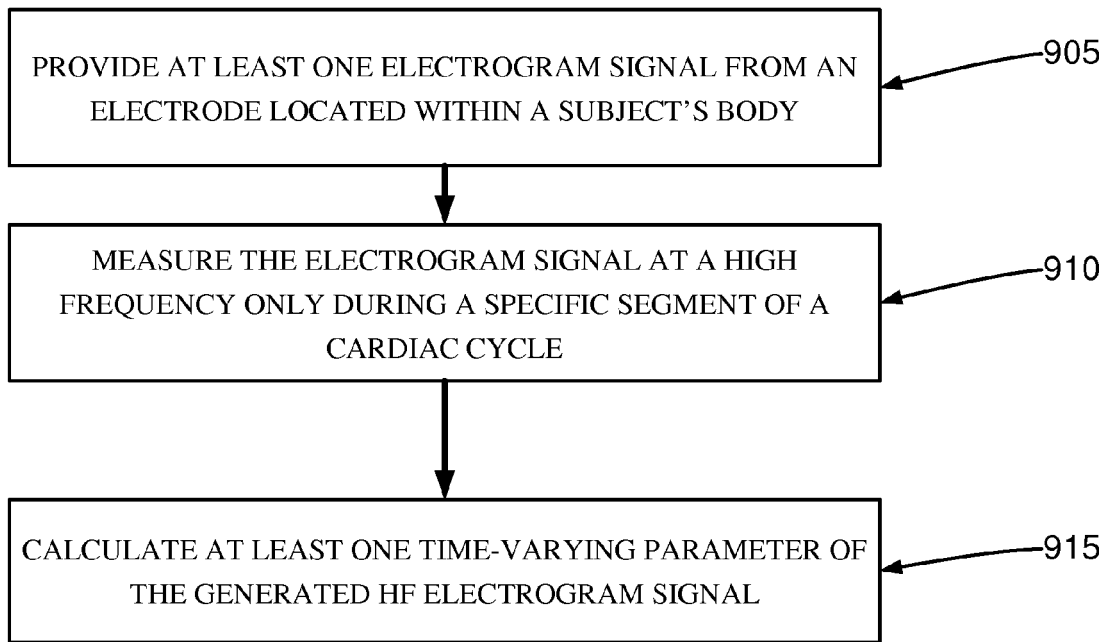 PROVIDE AT LEAST ONE ELECTROGRAM SIGNAL FROM AN
ELECTRODE LOCATED WITHIN A SUBJECT'S BODY
905
MEASURE THE ELECTROGRAM SIGNAL AT A HIGH
FREQUENCY ONLY DURING A SPECIFIC SEGMENT OF A
CARDIAC CYCLE
910
CALCULATE AT LEAST ONE TIME-VARYING PARAMETER OF
THE GENERATED HF ELECTROGRAM SIGNAL
915